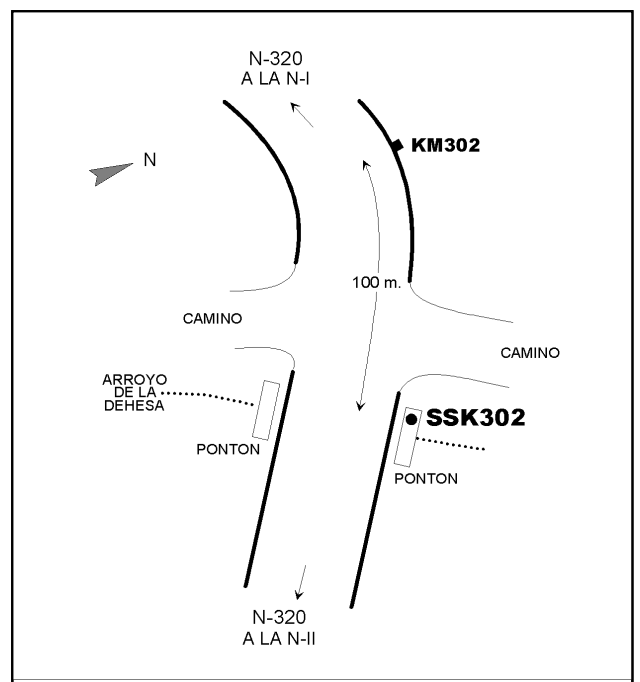 N-320
A LA N-I
KM302
N
100 m.
CAMINO
CAMINO
ARROYO
DE LA
DEHESA
SSK302
PONTON
PONTON
N-320
A LA N-II